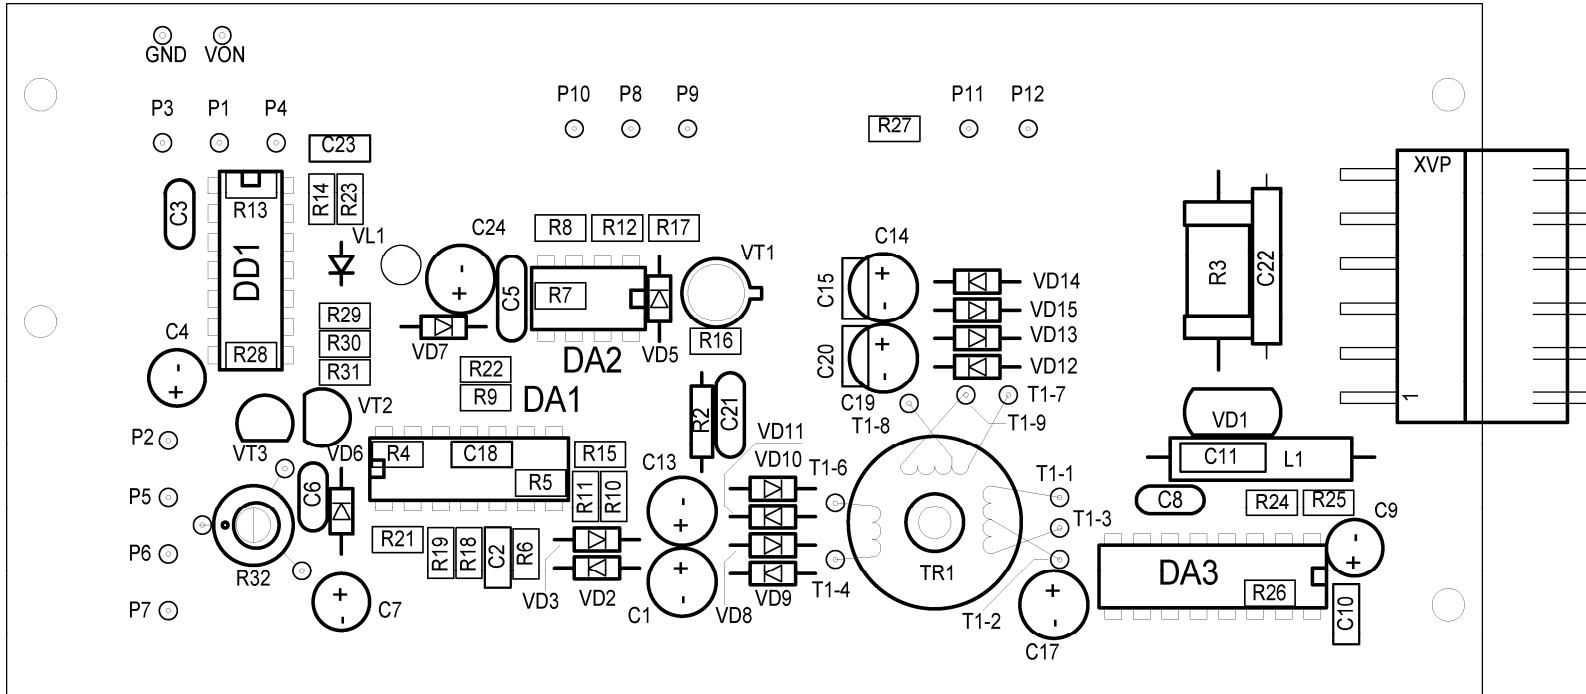 GND VON
P3 P1 P4 P10 P8 P9 P11 P12
R27
C23
XVP
R14 R23
C3 R13
C24 R8 R12 R17
VL1 C14
VT1
DD1
C5 R7 C15 R3 C22
VD14
VD15
VD13
VD12
R29
R30
R31
C4 R28
VD7 DA2 VD5 R16
C20
C19
R22
R9 DA1
R2 C21
T1-8 T1-7
T1-9
1
VT2
VD1
P2 VT3 VD6
R4 C18 R15
R5
C13 VD11
VD10
T1-6
C11 L1
T1-1
P5 C6
R11 R10
C8 R24 R25
C9
T1-3
R21 R19 R18 C2 R6
P6 R32
TR1
DA3
T1-4
R26
VD3 VD2
C1 VD8 VD9
P7 C7
T1-2
C17
C10